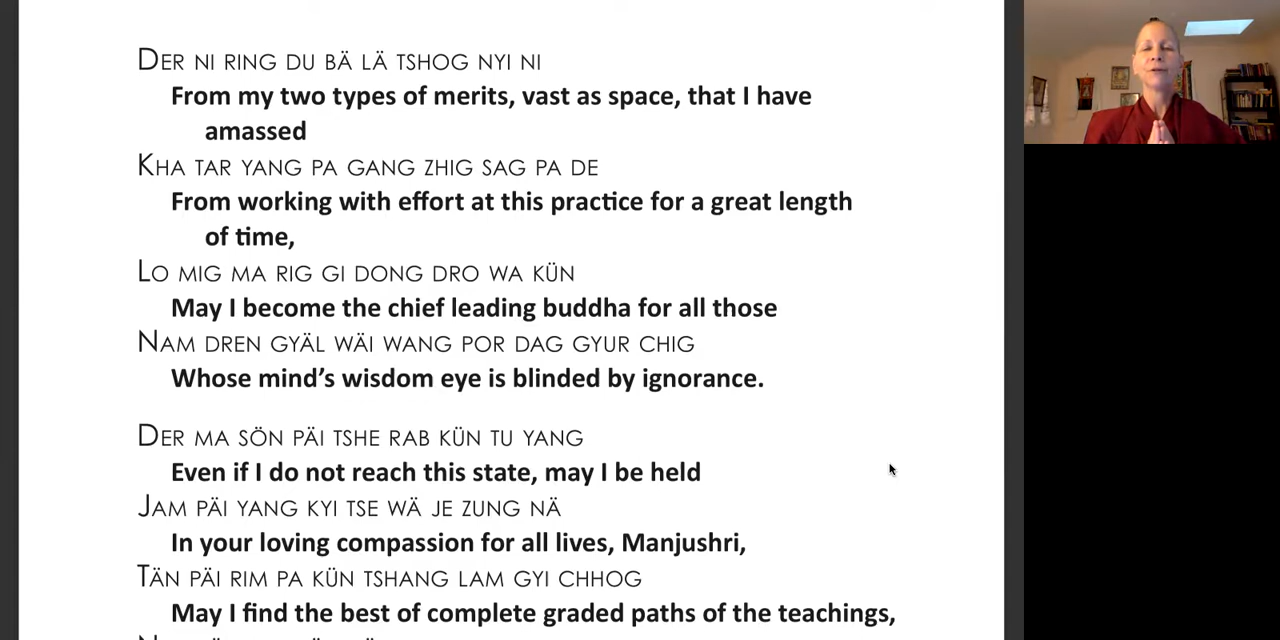 DER NI RING DU BÄ LÄ TSHOG NYI NI
From my two types of merits, vast as space, that I have
amassed
KHA TAR YANG PA GANG ZHIG SAG PA DE
From working with effort at this practice for a great length
of time,
LO MIG MA RIG GI DONG DRO WA KÜN
May I become the chief leading buddha for all those
NAM DREN GYÄL WÄI WANG POR DAG GYUR CHIG
Whose mind’s wisdom eye is blinded by ignorance.
DER MA SÖN PÄI TSHE RAB KÜN TU YANG
Even if I do not reach this state, may I be held
JAM PÄI YANG KYI TSE WÄ JE ZUNG NÄ
In your loving compassion for all lives, Manjushri,
TÄN PÄI RIM PA KÜN TSHANG LAM GYI CHHOG
May I find the best of complete graded paths of the teachings,